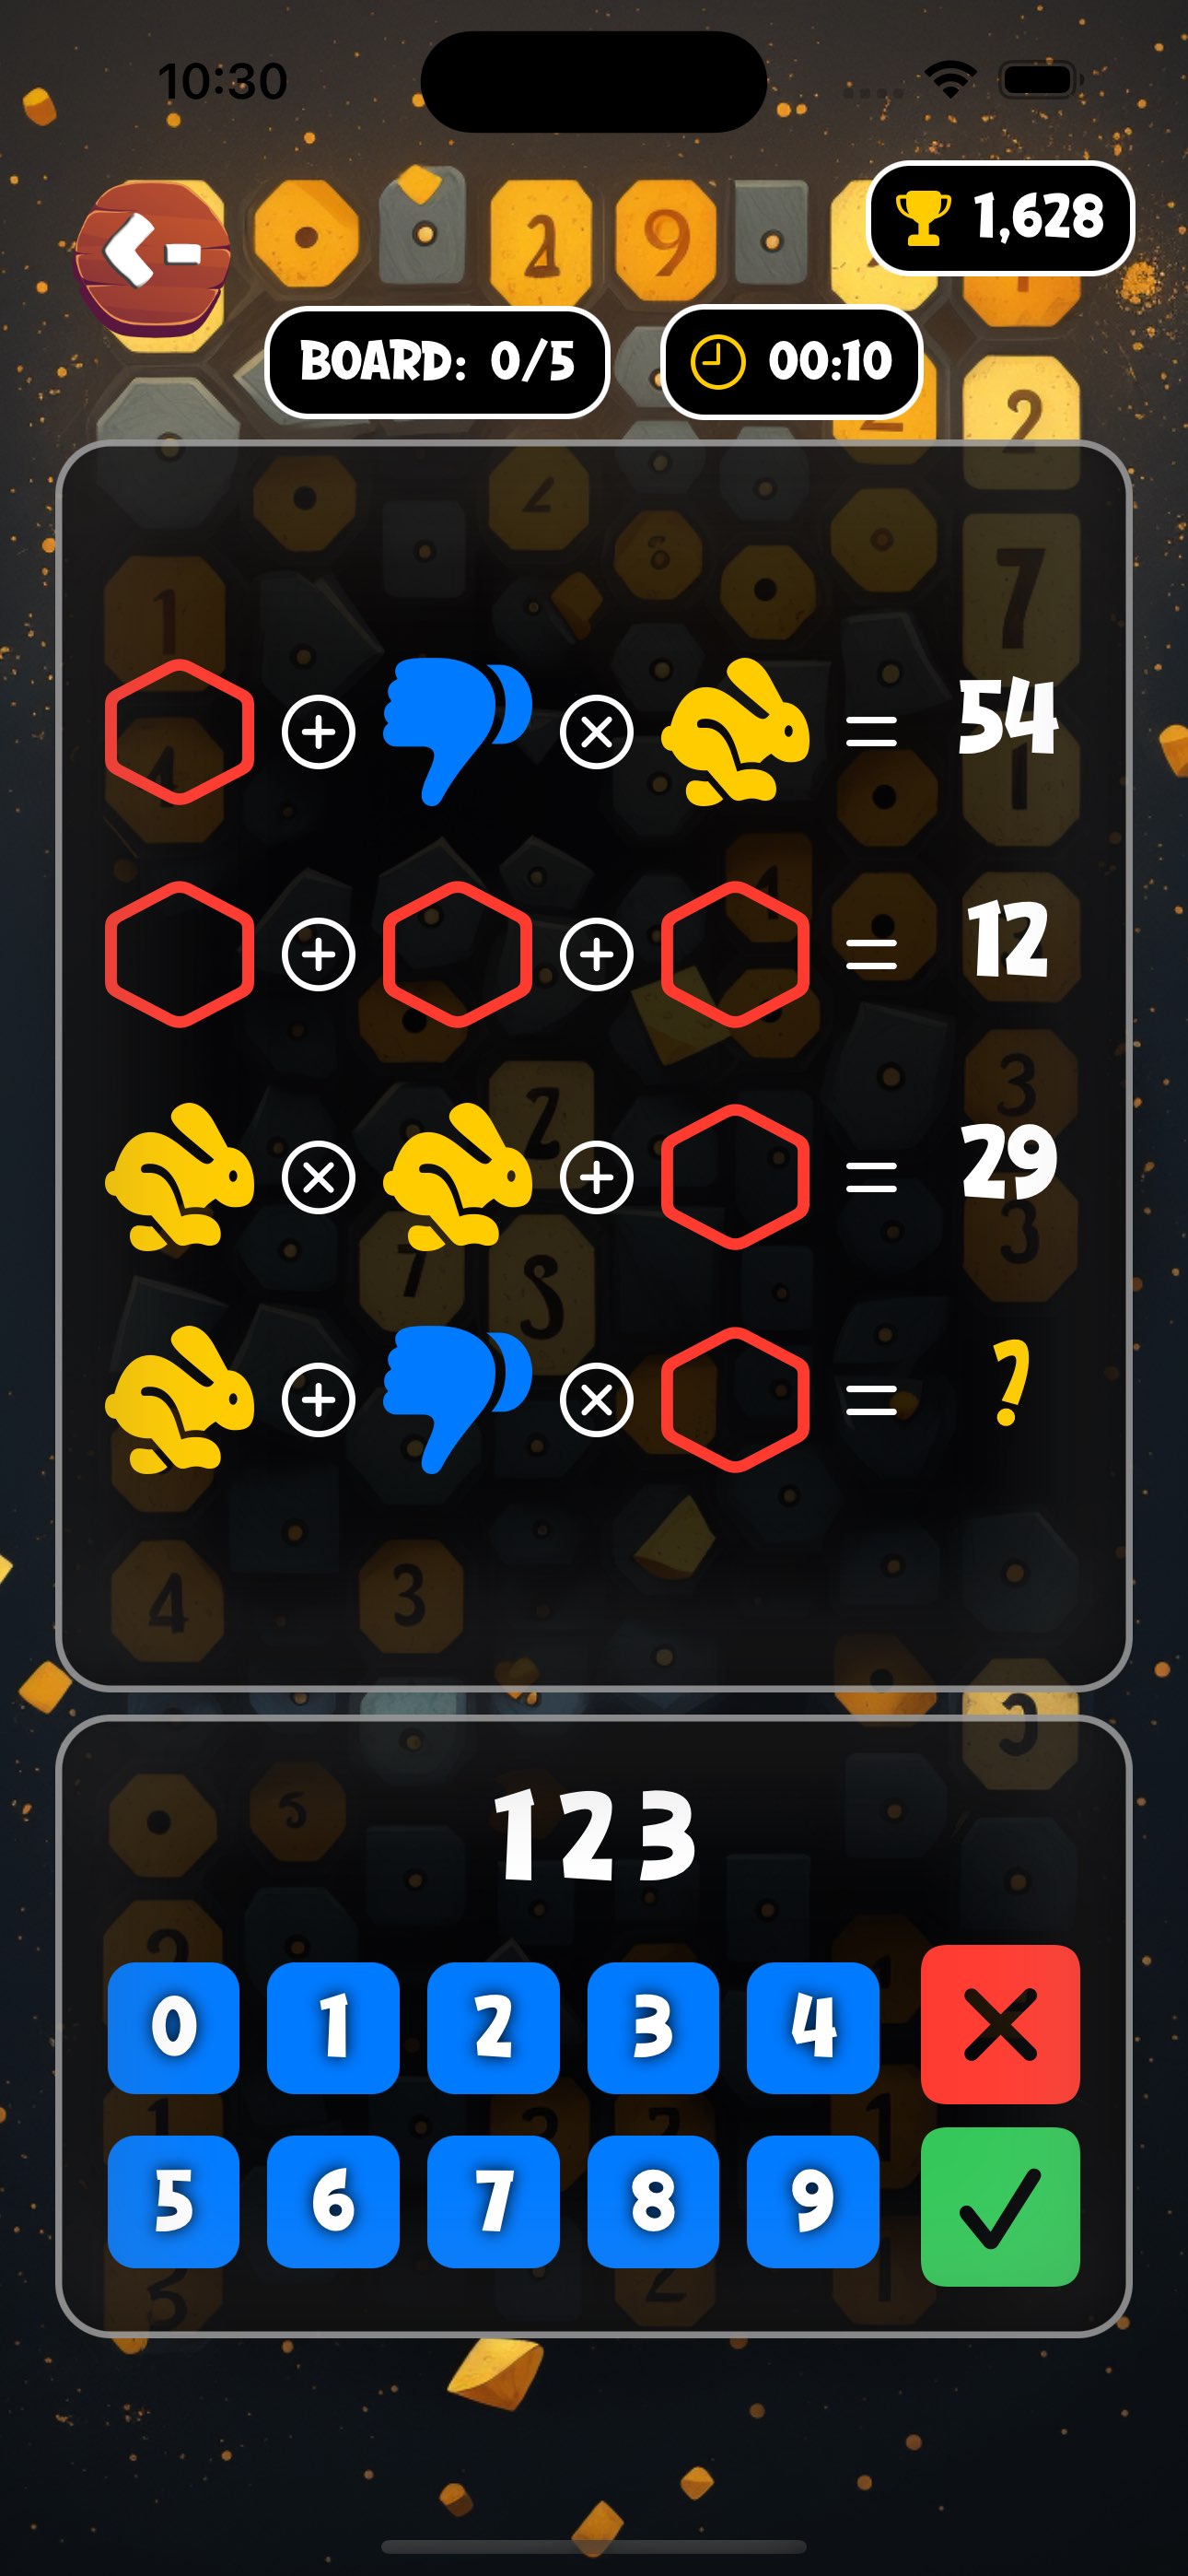 10:30
1,628
BOARD: 0/5
00:10
+ × = 54
+ + = 12
× + = 29
+ × = ?
123
0 1 2 3 4
5 6 7 8 9